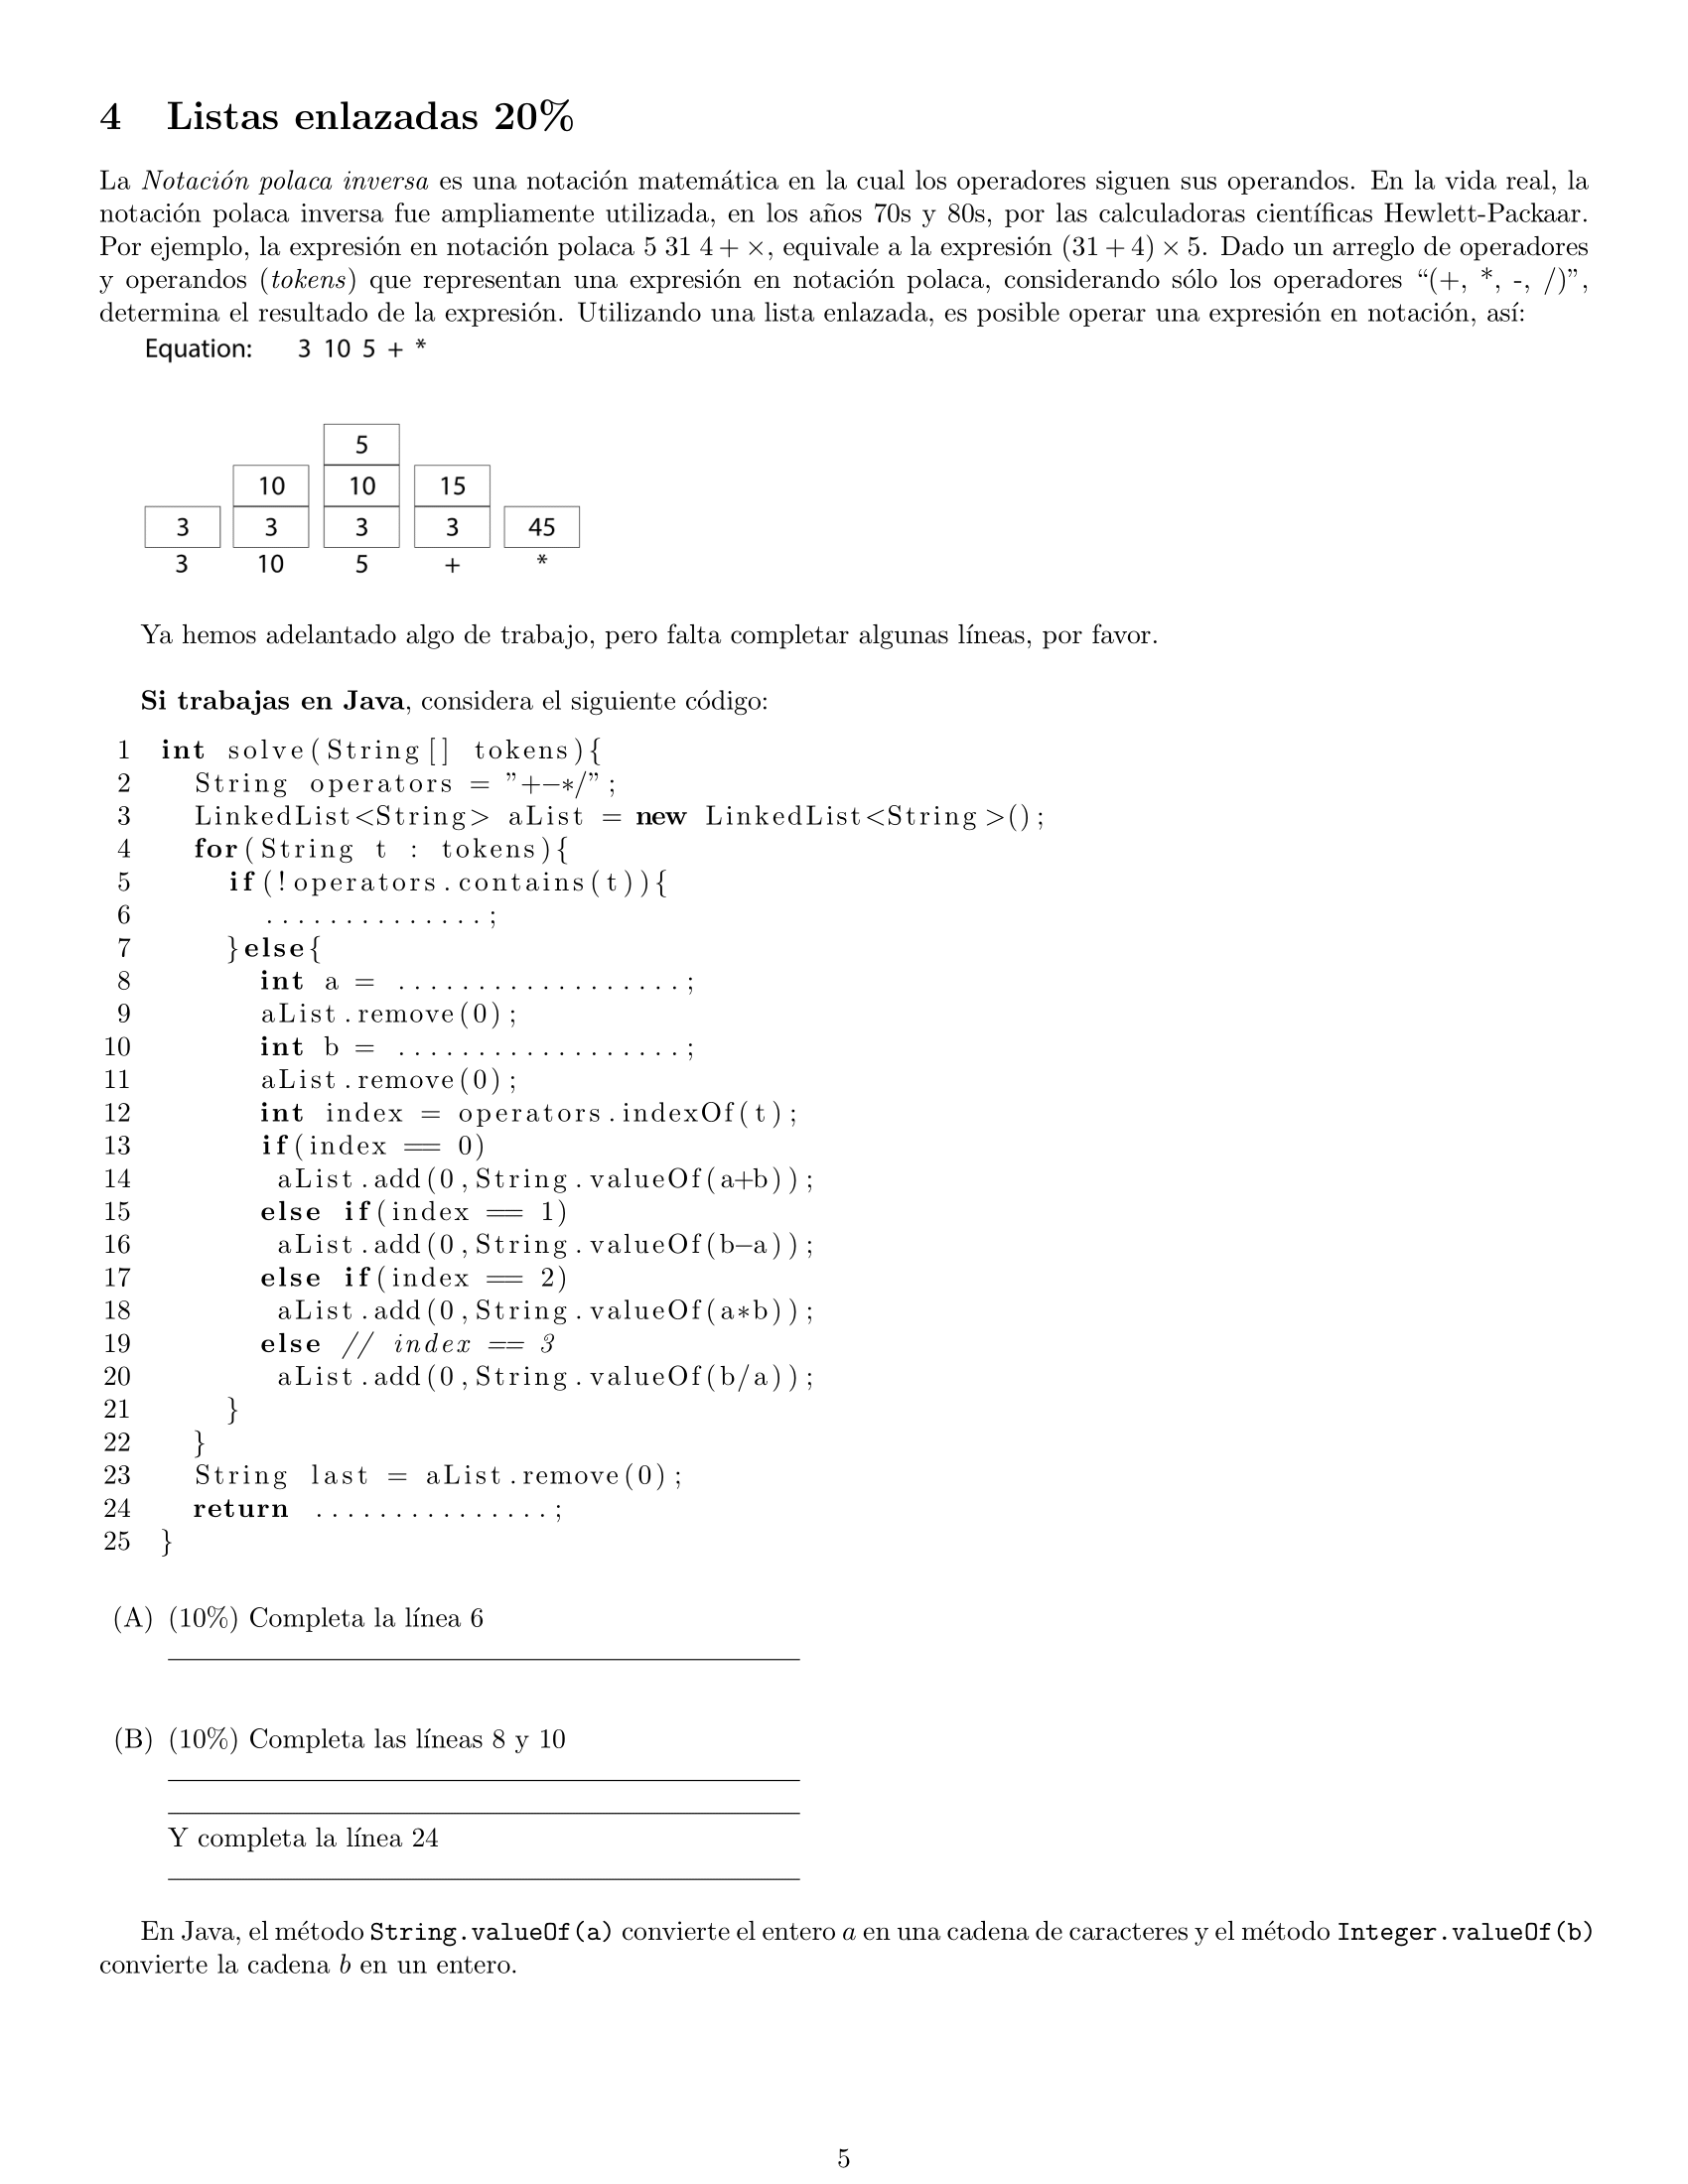 4 Listas enlazadas 20%
La Notación polaca inversa es una notación matemática en la cual los operadores siguen sus operandos. En la vida real, la
notación polaca inversa fue ampliamente utilizada, en los años 70s y 80s, por las calculadoras científicas Hewlett-Packaar.
Por ejemplo, la expresión en notación polaca 5 31 4 + ×, equivale a la expresión (31 + 4) × 5. Dado un arreglo de operadores
y operandos (tokens) que representan una expresión en notación polaca, considerando sólo los operadores “(+, *, -, /)”,
determina el resultado de la expresión. Utilizando una lista enlazada, es posible operar una expresión en notación, así:
Equation: 3 10 5 + *
5
10 10 15
3 3 3 3 45
3 10 5 + *
Ya hemos adelantado algo de trabajo, pero falta completar algunas líneas, por favor.
Si trabajas en Java, considera el siguiente código:
1 int solve(String[] tokens){
2 String operators = ”+−*/”;
3 LinkedList<String> aList = new LinkedList<String>();
4 for(String t : tokens){
5 if(!operators.contains(t)){
6 ..............;
7 }else{
8 int a = ..................;
9 aList.remove(0);
10 int b = ..................;
11 aList.remove(0);
12 int index = operators.indexOf(t);
13 if(index == 0)
14 aList.add(0,String.valueOf(a+b));
15 else if(index == 1)
16 aList.add(0,String.valueOf(b−a));
17 else if(index == 2)
18 aList.add(0,String.valueOf(a*b));
19 else // index == 3
20 aList.add(0,String.valueOf(b/a));
21 }
22 }
23 String last = aList.remove(0);
24 return ...............;
25 }
(A) (10%) Completa la línea 6
(B) (10%) Completa las líneas 8 y 10
Y completa la línea 24
En Java, el método String.valueOf(a) convierte el entero a en una cadena de caracteres y el método Integer.valueOf(b)
convierte la cadena b en un entero.
5